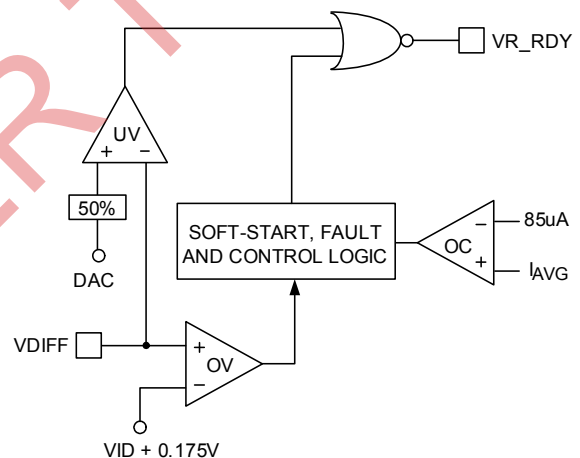 VR_RDY
UV
+ −
50%
DAC
SOFT-START, FAULT
AND CONTROL LOGIC
− 85uA
OC
+ IAVG
VDIFF
+
OV
−
VID + 0.175V